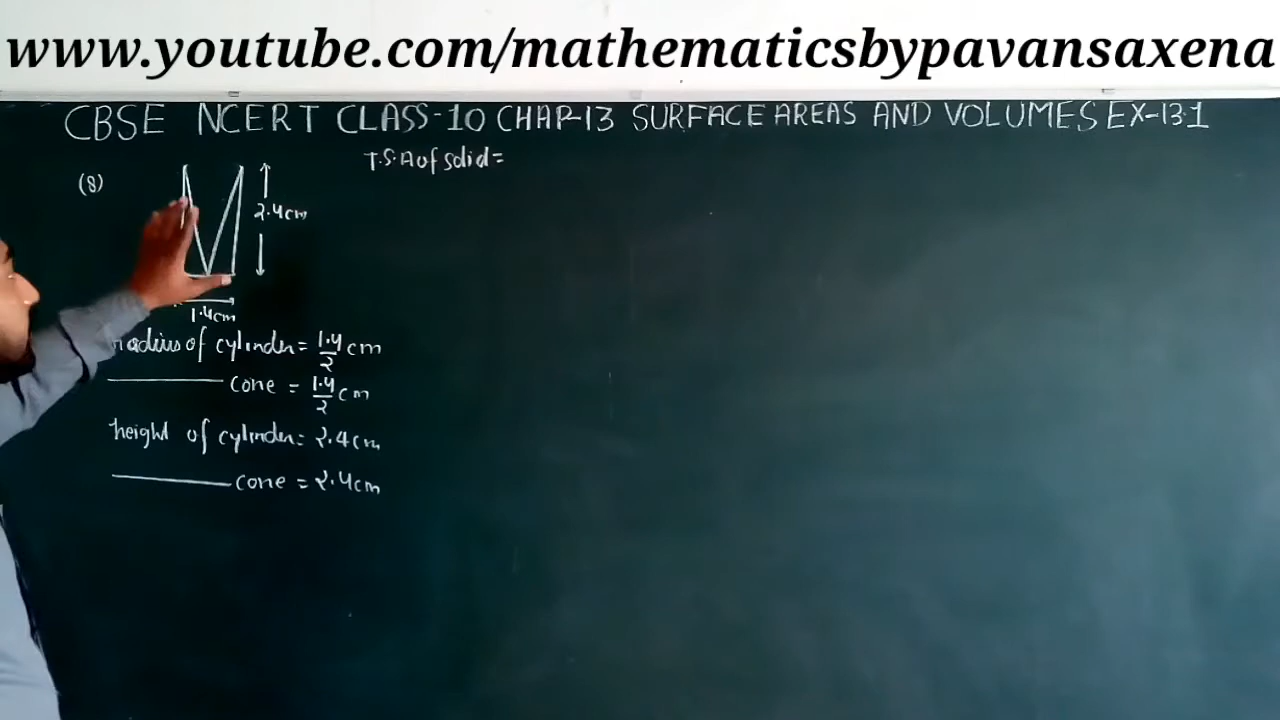 www.youtube.com/mathematicsbypavansaxena
CBSE NCERT CLASS-10 CHAP-13 SURFACE AREAS AND VOLUMES EX-13.1
T.S.A of solid =
(8)
2.4cm
1.4cm
radius of cylinder = 1.4/2 cm
cone = 1.4/2 cm
height of cylinder = 2.4cm
cone = 2.4cm